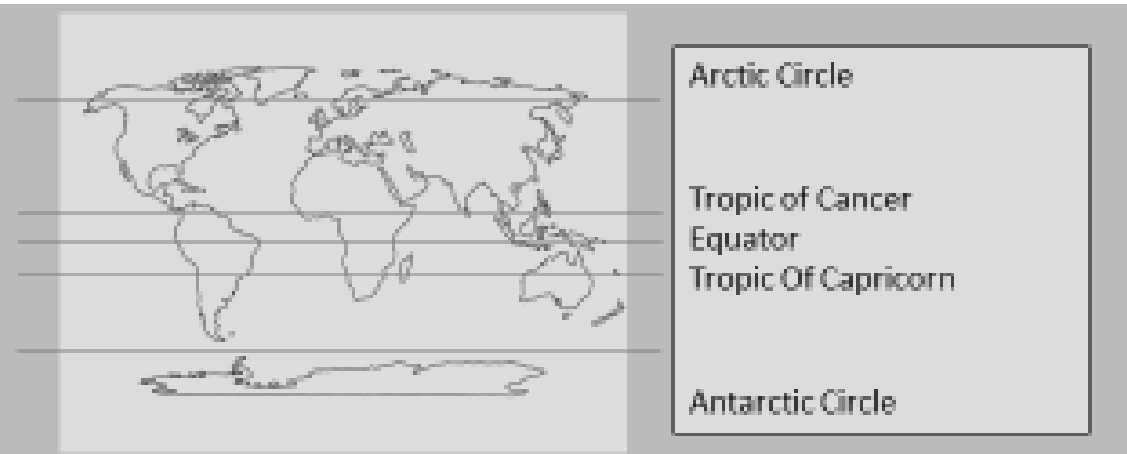 Arctic Circle
Tropic of Cancer
Equator
Tropic Of Capricorn
Antarctic Circle